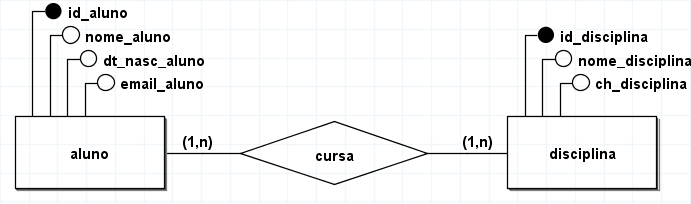 id_aluno
nome_aluno
dt_nasc_aluno
email_aluno
id_disciplina
nome_disciplina
ch_disciplina
aluno
(1,n)
cursa
(1,n)
disciplina